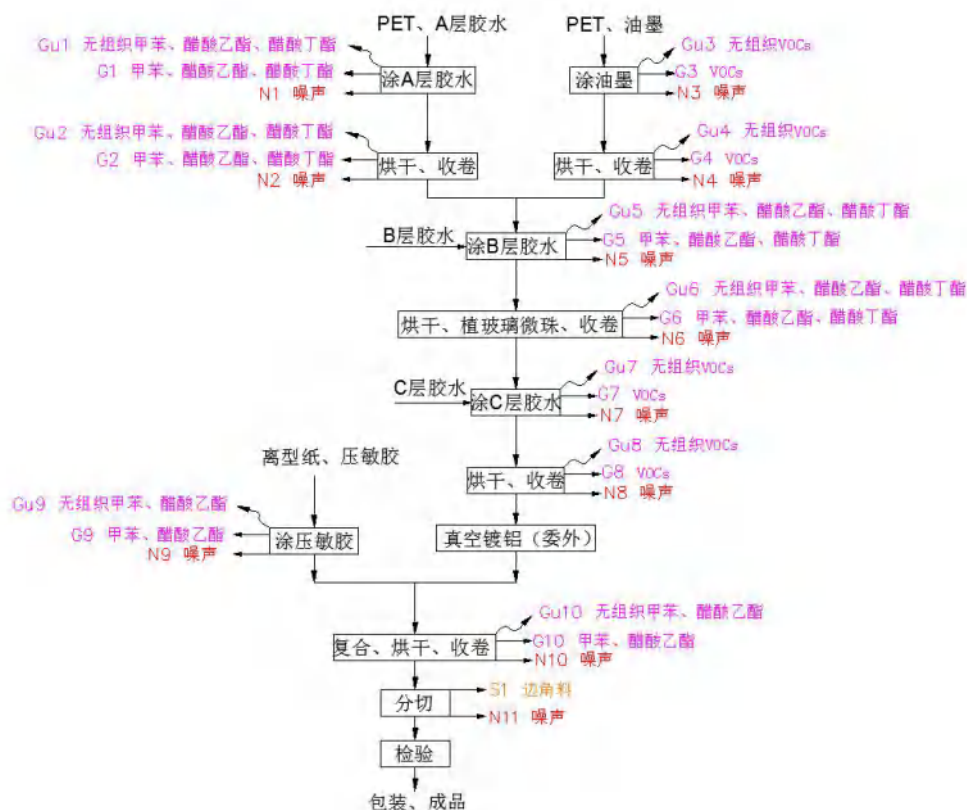 PET、A层胶水
PET、油墨
Gu1 无组织甲苯、醋酸乙酯、醋酸丁酯
G1 甲苯、醋酸乙酯、醋酸丁酯
N1 噪声
涂A层胶水
涂油墨
Gu3 无组织VOCs
G3 VOCs
N3 噪声
Gu2 无组织甲苯、醋酸乙酯、醋酸丁酯
G2 甲苯、醋酸乙酯、醋酸丁酯
N2 噪声
烘干、收卷
烘干、收卷
Gu4 无组织VOCs
G4 VOCs
N4 噪声
B层胶水
涂B层胶水
Gu5 无组织甲苯、醋酸乙酯、醋酸丁酯
G5 甲苯、醋酸乙酯、醋酸丁酯
N5 噪声
烘干、植玻璃微珠、收卷
Gu6 无组织甲苯、醋酸乙酯、醋酸丁酯
G6 甲苯、醋酸乙酯、醋酸丁酯
N6 噪声
C层胶水
涂C层胶水
Gu7 无组织VOCs
G7 VOCs
N7 噪声
烘干、收卷
Gu8 无组织VOCs
G8 VOCs
N8 噪声
离型纸、压敏胶
Gu9 无组织甲苯、醋酸乙酯
G9 甲苯、醋酸乙酯
N9 噪声
涂压敏胶
真空镀铝（委外）
复合、烘干、收卷
Gu10 无组织甲苯、醋酸乙酯
G10 甲苯、醋酸乙酯
N10 噪声
分切
S1 边角料
N11 噪声
检验
包装、成品